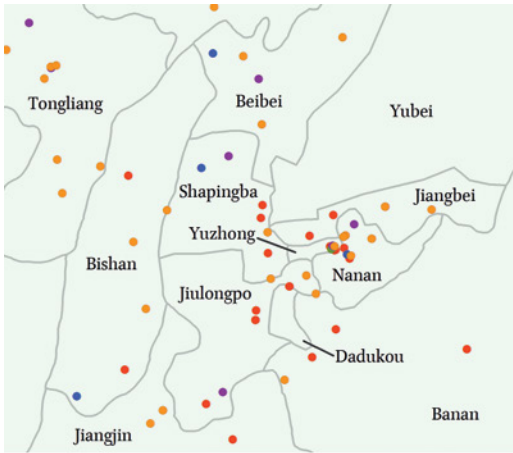 Tongliang
Beibei
Yubei
Shapingba
Jiangbei
Yuzhong
Bishan
Nanan
Jiulongpo
Dadukou
Banan
Jiangjin